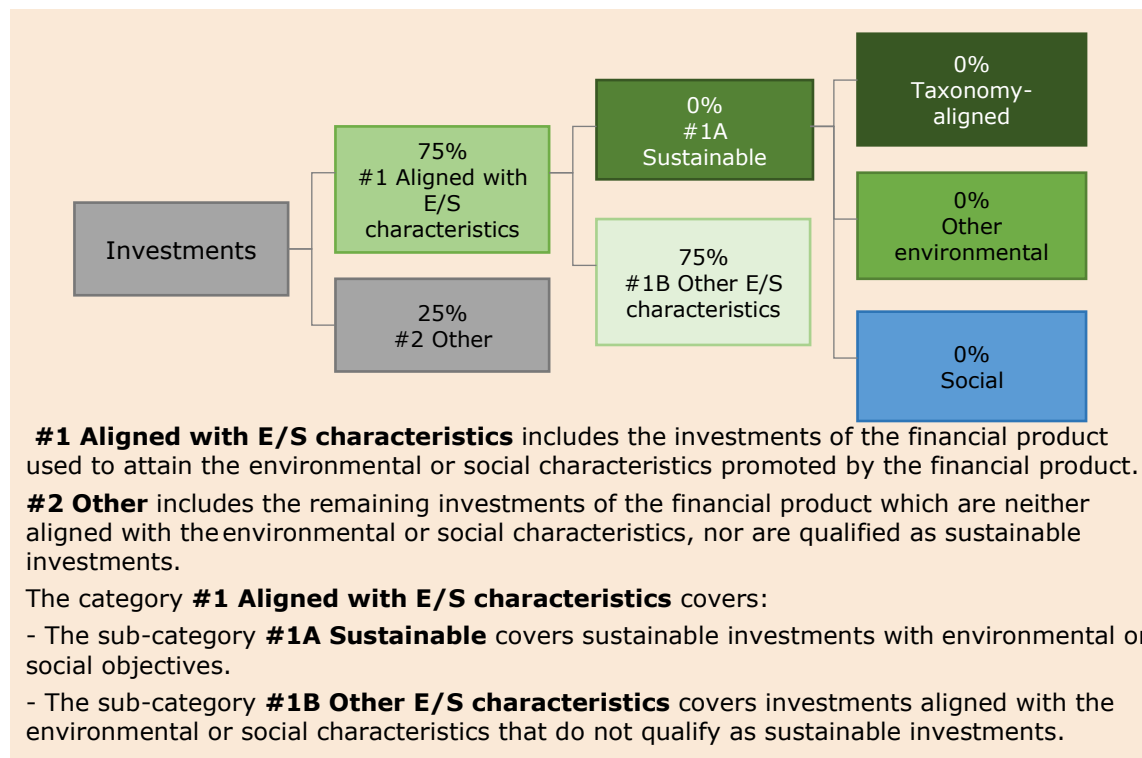 Investments
75%
#1 Aligned with
E/S
characteristics
25%
#2 Other
0%
#1A
Sustainable
75%
#1B Other E/S
characteristics
0%
Taxonomy-
aligned
0%
Other
environmental
0%
Social
#1 Aligned with E/S characteristics includes the investments of the financial product
used to attain the environmental or social characteristics promoted by the financial product.
#2 Other includes the remaining investments of the financial product which are neither
aligned with the environmental or social characteristics, nor are qualified as sustainable
investments.
The category #1 Aligned with E/S characteristics covers:
- The sub-category #1A Sustainable covers sustainable investments with environmental or
social objectives.
- The sub-category #1B Other E/S characteristics covers investments aligned with the
environmental or social characteristics that do not qualify as sustainable investments.